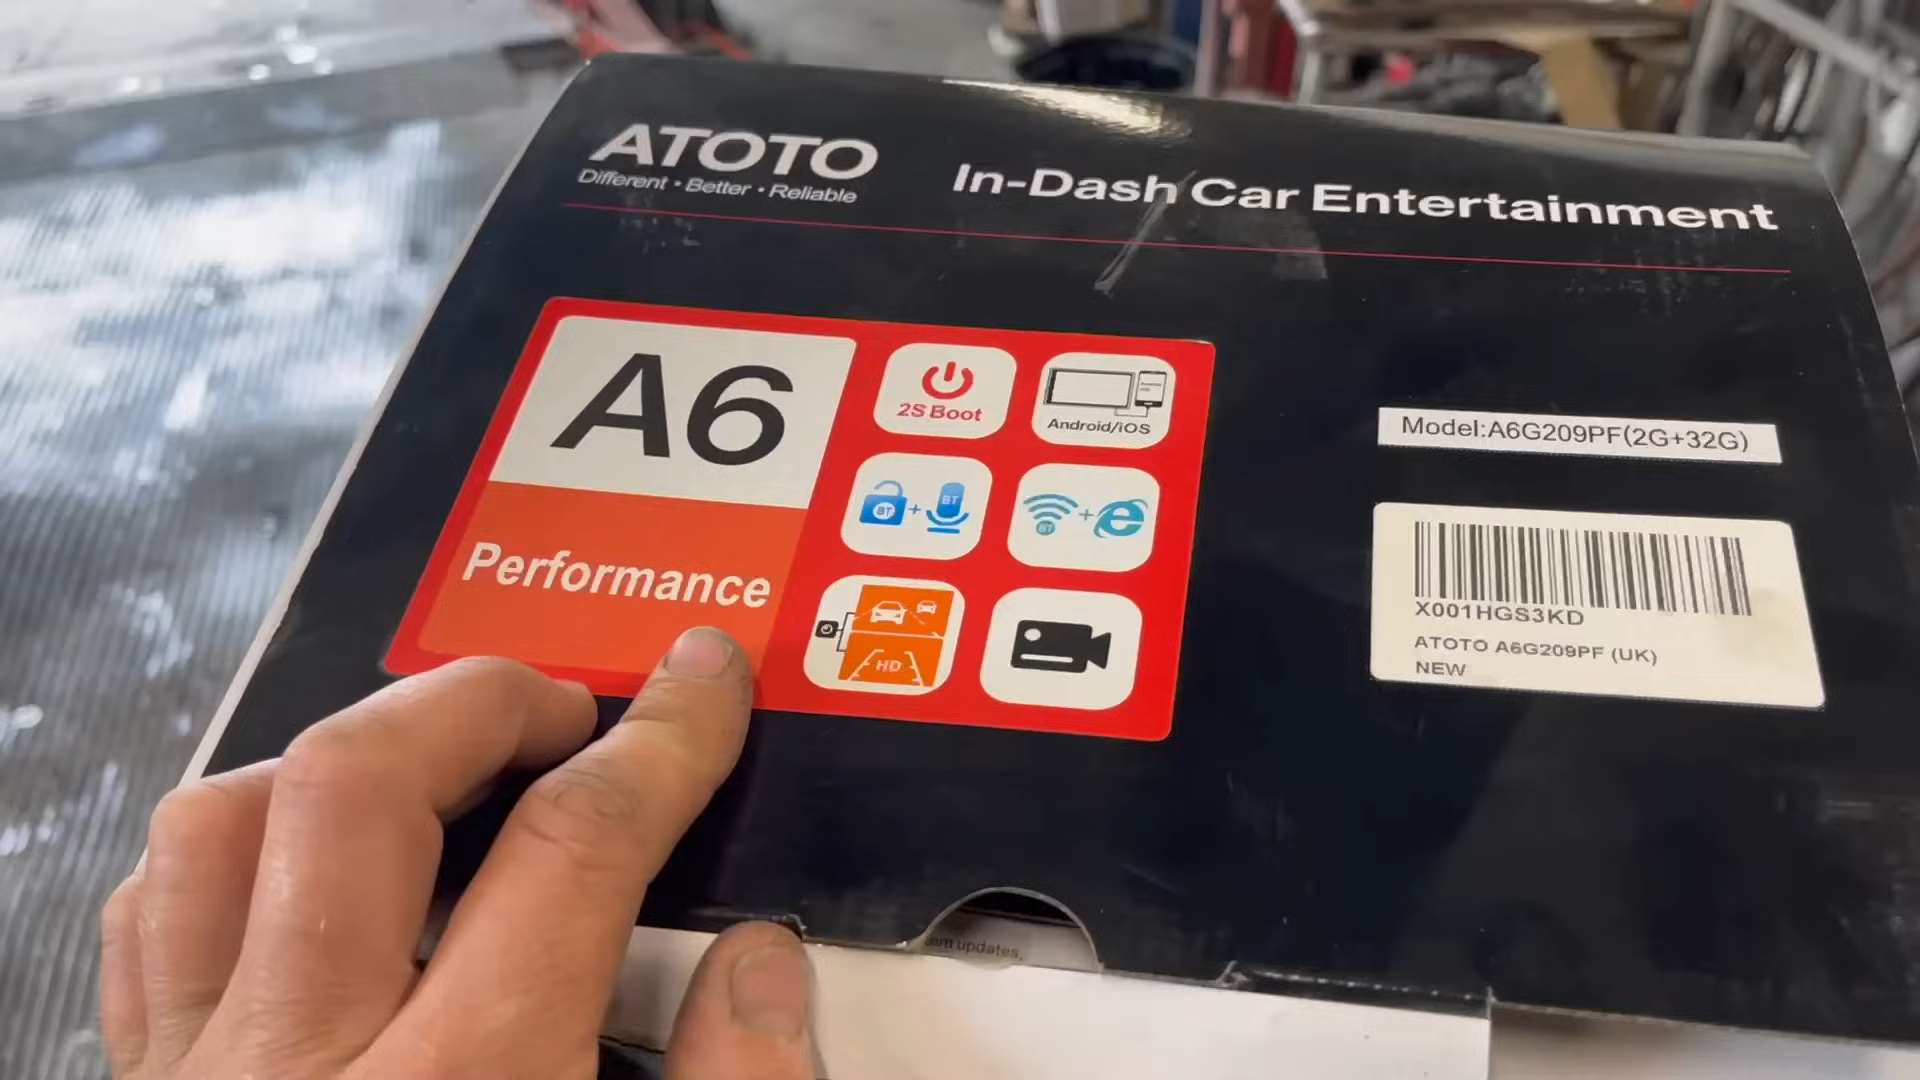 ATOTO
Different • Better • Reliable
In-Dash Car Entertainment
A6
Performance
2S Boot
Android/iOS
BT
BT
BT
HD
Model:A6G209PF(2G+32G)
X001HGS3KD
ATOTO A6G209PF (UK)
NEW
updates,